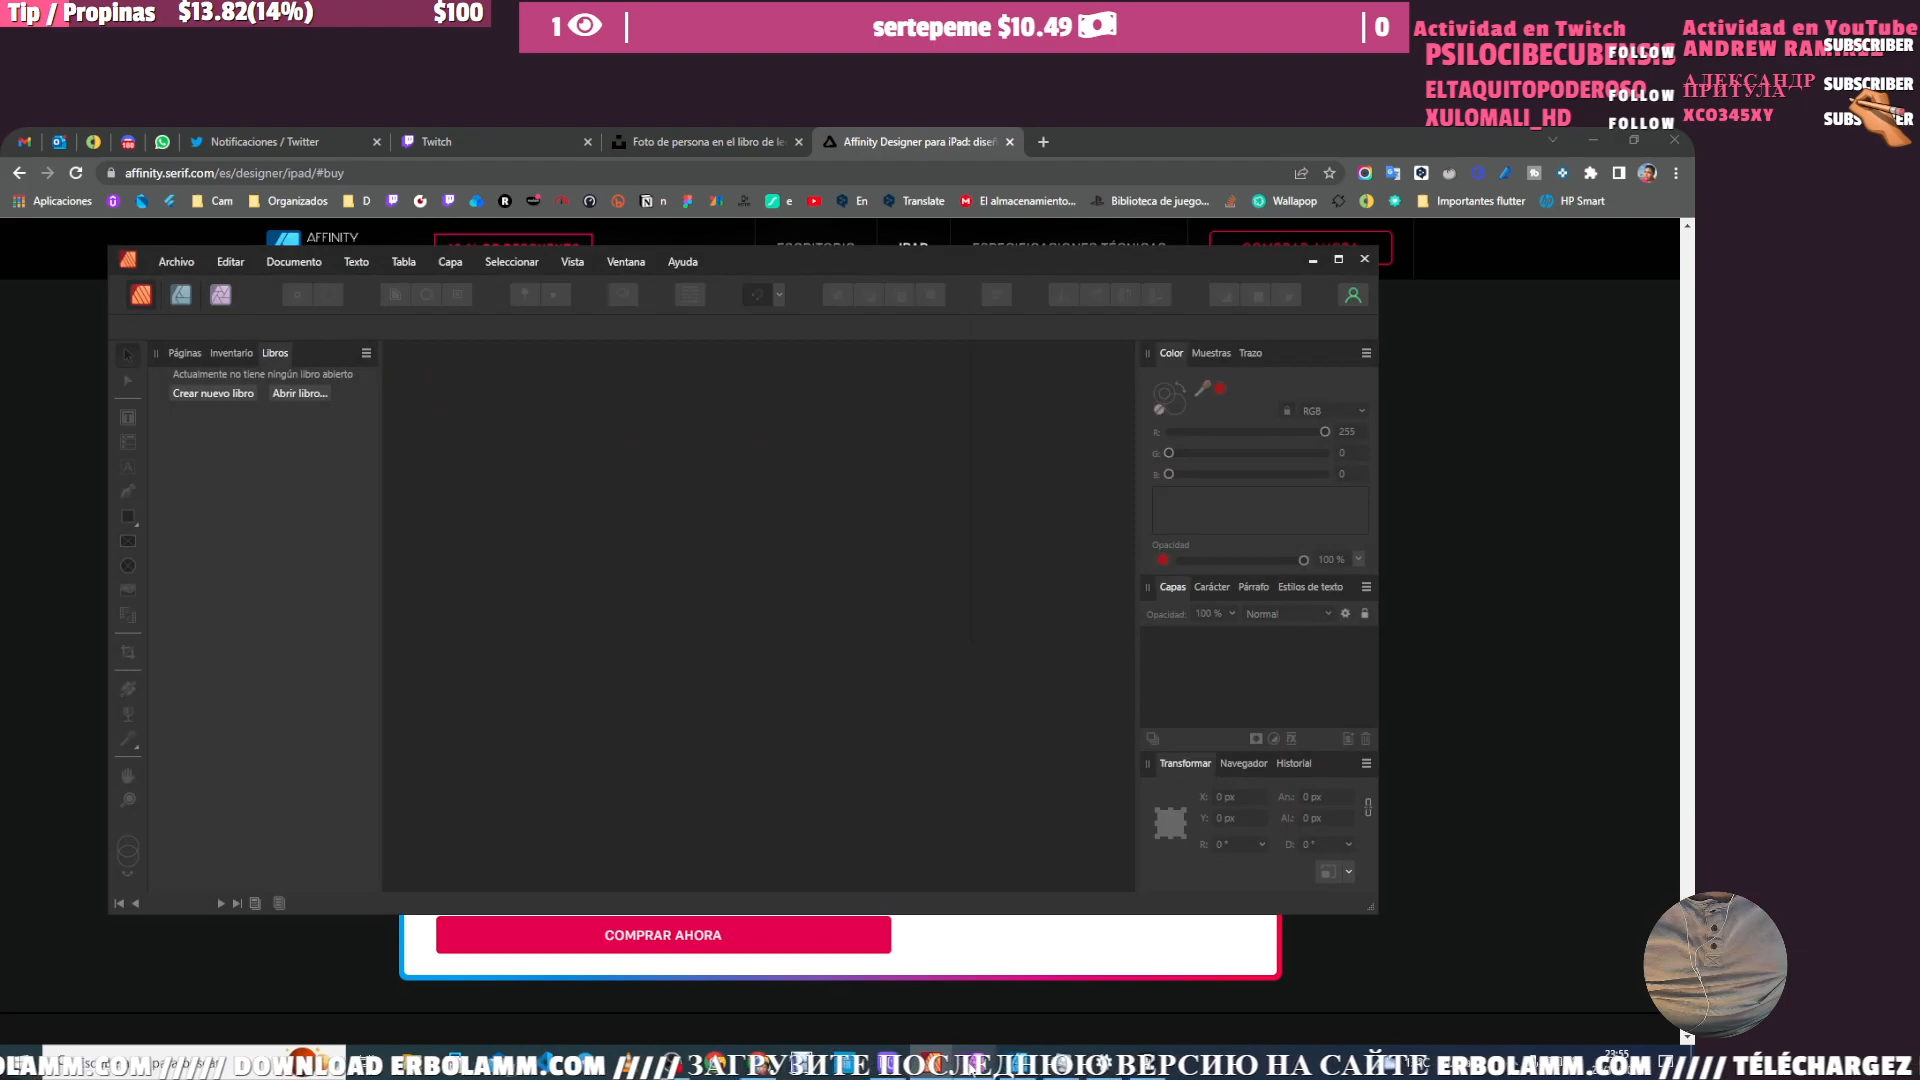 Tip / Propinas $13.82(14%) $100
1 sertepeme $10.49 0
Actividad en Twitch
PSILOCIBECUBENSIS FOLLOW
ELTAQUITOPODEROSO FOLLOW
XULOMALI_HD FOLLOW
Actividad en YouTube
ANDREW SUBSCRIBER
АЛЕКСАНДР ПРИТУЛА SUBSCRIBER
XCO345XY
Notificaciones / Twitter
Twitch
Foto de persona en el libro de le
Affinity Designer para iPad: diseñ
affinity.serif.com/es/designer/ipad/#buy
Aplicaciones Cam Organizados D n e En Translate El almacenamiento... Biblioteca de juego... Wallapop Importantes flutter HP Smart
AFFINITY
Archivo Editar Documento Texto Tabla Capa Seleccionar Vista Ventana Ayuda
Páginas Inventario Libros
Actualmente no tiene ningún libro abierto
Crear nuevo libro Abrir libro...
Color Muestras Trazo
RGB
R: 255
G: 0
B: 0
Opacidad
100 %
Capas Carácter Párrafo Estilos de texto
Opacidad: 100 % Normal
Transformar Navegador Historial
X: 0 px An.: 0 px
Y: 0 px Al.: 0 px
R: 0 ° D: 0 °
COMPRAR AHORA
23:55
OLAMM.COM ///// DOWNLOAD ERBOLAMM.COM ///// ЗАГРУЗИТЕ ПОСЛЕДНЮЮ ВЕРСИЮ НА САЙТЕ ERBOLAMM.COM ///// TÉLÉCHARGEZ